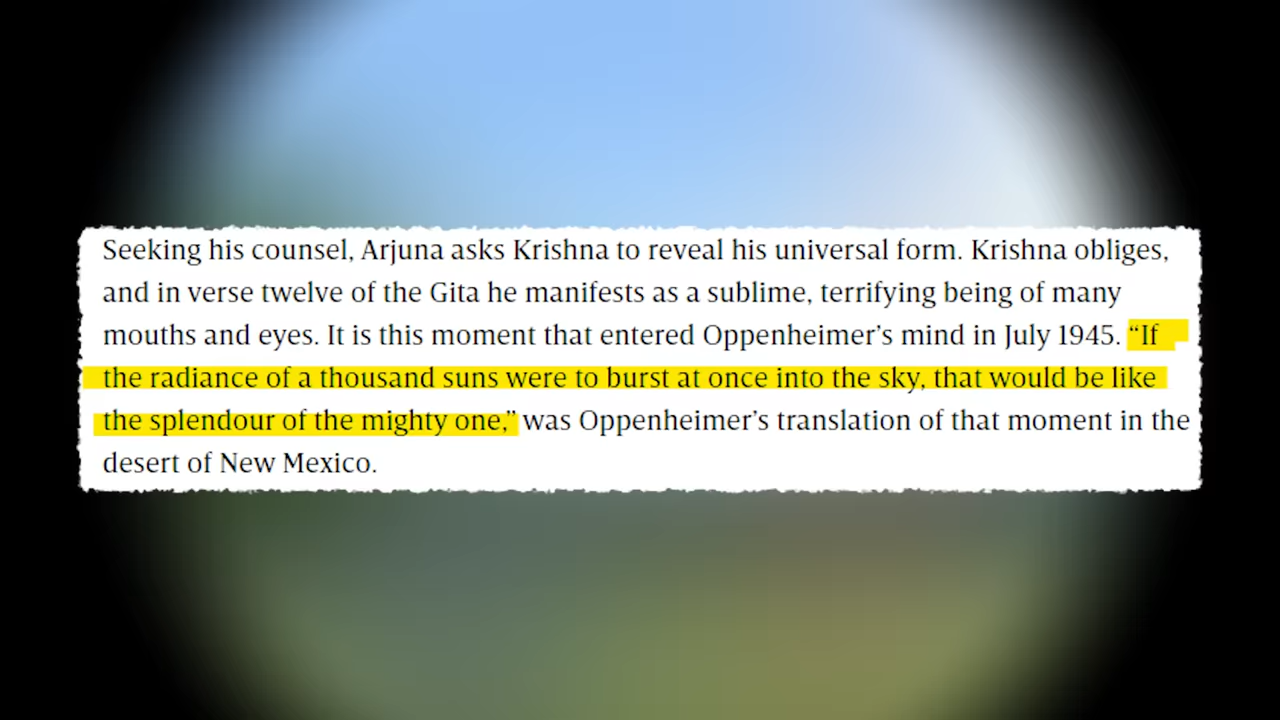 Seeking his counsel, Arjuna asks Krishna to reveal his universal form. Krishna obliges,
and in verse twelve of the Gita he manifests as a sublime, terrifying being of many
mouths and eyes. It is this moment that entered Oppenheimer’s mind in July 1945. “If
the radiance of a thousand suns were to burst at once into the sky, that would be like
the splendour of the mighty one,” was Oppenheimer’s translation of that moment in the
desert of New Mexico.